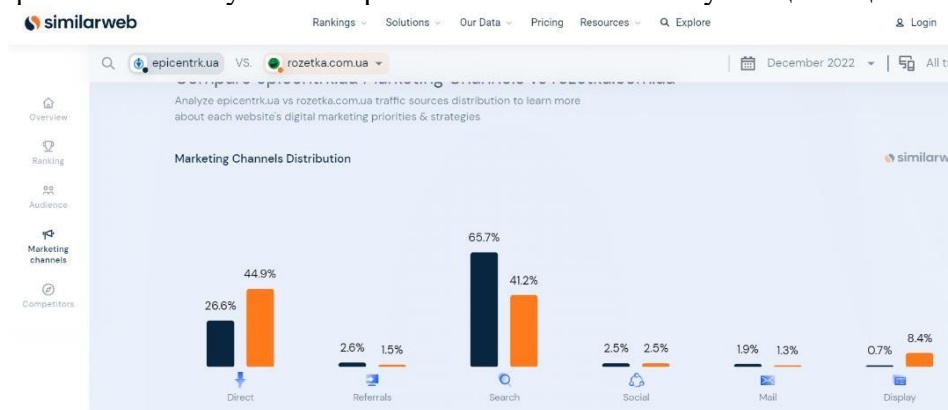 similarweb
Rankings Solutions Our Data Pricing Resources Explore Login
epicentrk.ua VS. rozetka.com.ua December 2022 All
Analyze epicentrk.ua vs rozetka.com.ua traffic sources distribution to learn more
about each website's digital marketing priorities & strategies
Overview
Ranking
Audience
Marketing
channels
Competitors
Marketing Channels Distribution
26.6% 44.9%
2.6% 1.5%
65.7% 41.2%
2.5% 2.5%
1.9% 1.3%
0.7% 8.4%
Direct Referrals Search Social Mail Display